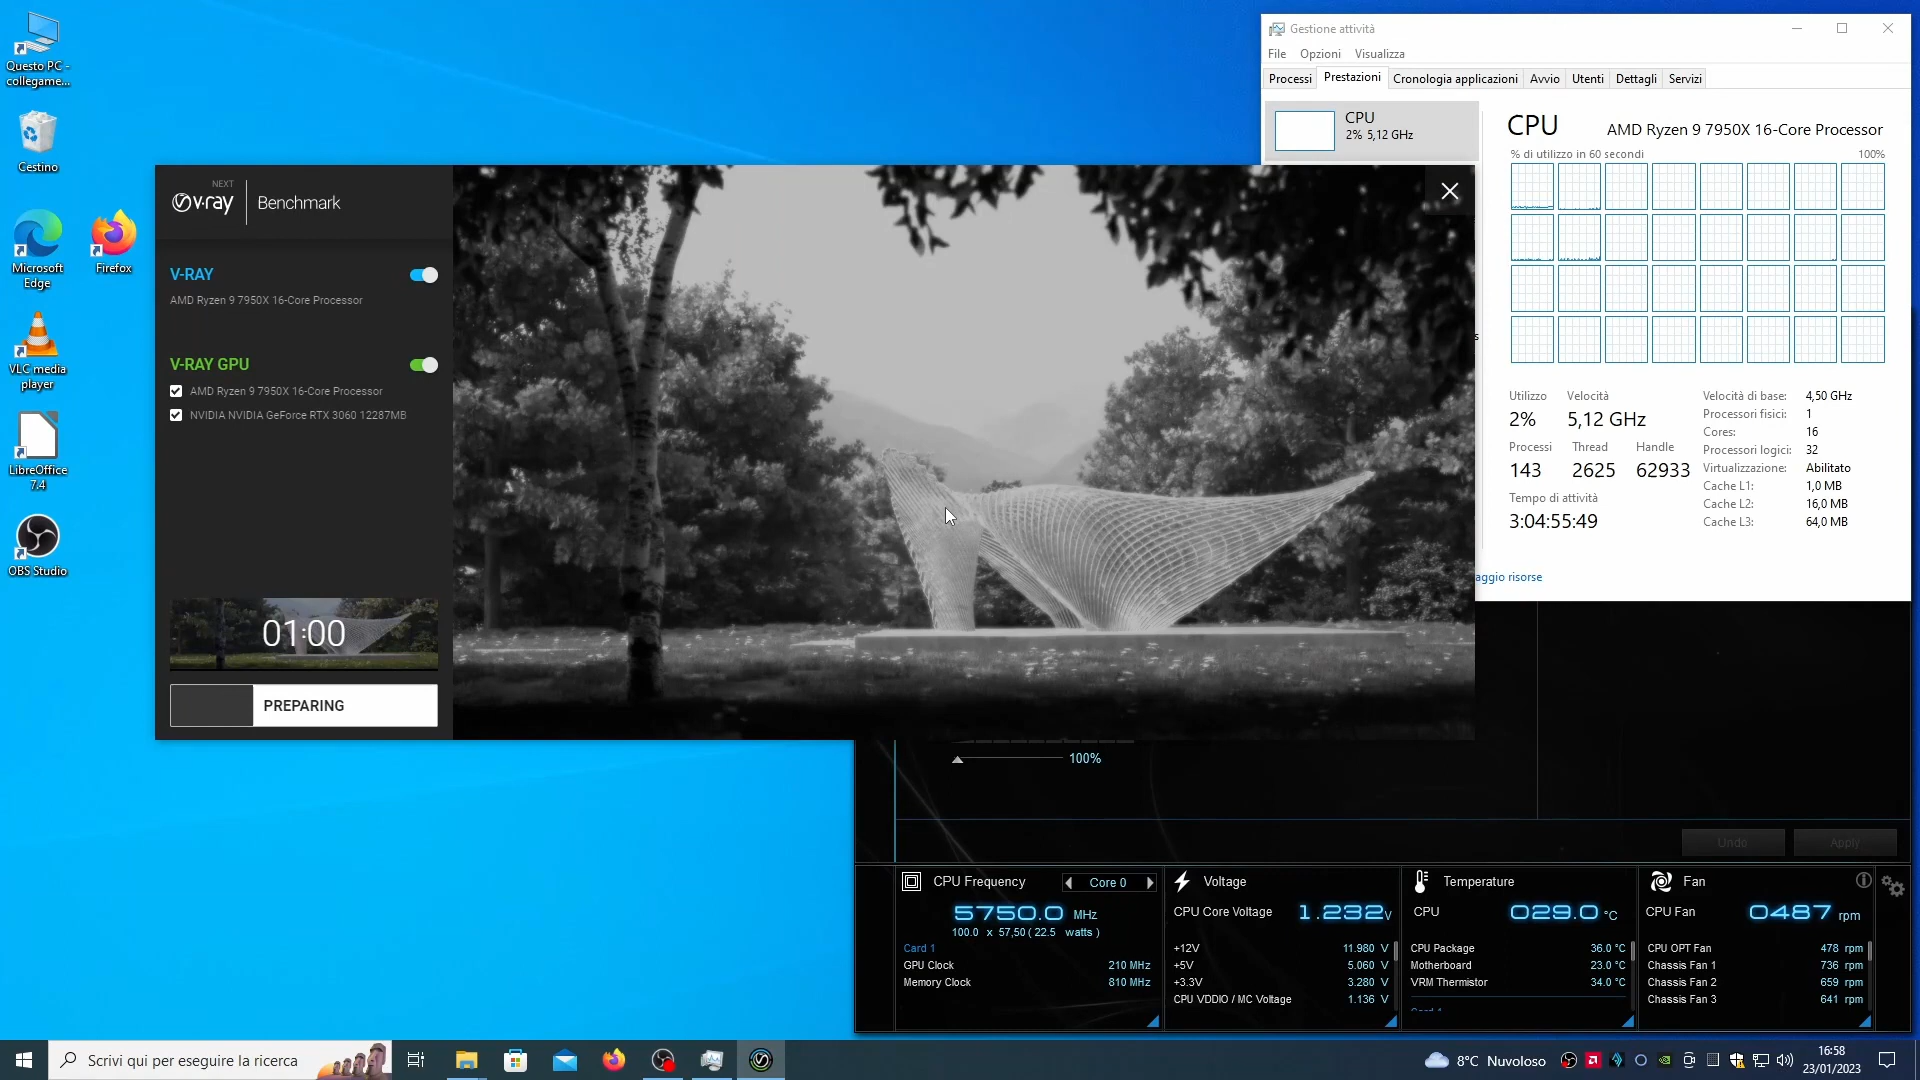 Questo PC -
collegame...
Cestino
Microsoft
Edge
Firefox
VLC media
player
LibreOffice
7.4
OBS Studio
NEXT
v·ray
Benchmark
V-RAY
AMD Ryzen 9 7950X 16-Core Processor
V-RAY GPU
AMD Ryzen 9 7950X 16-Core Processor
NVIDIA NVIDIA GeForce RTX 3060 12287MB
01:00
PREPARING
Gestione attività
File Opzioni Visualizza
Processi Prestazioni Cronologia applicazioni Avvio Utenti Dettagli Servizi
CPU
2% 5,12 GHz
CPU AMD Ryzen 9 7950X 16-Core Processor
% di utilizzo in 60 secondi 100%
Utilizzo Velocità
2% 5,12 GHz
Processi Thread Handle
143 2625 62933
Tempo di attività
3:04:55:49
Velocità di base: 4,50 GHz
Processori fisici: 1
Cores: 16
Processori logici: 32
Virtualizzazione: Abilitato
Cache L1: 1,0 MB
Cache L2: 16,0 MB
Cache L3: 64,0 MB
aggio risorse
100%
Undo Apply
CPU Frequency Core 0
5750.0 MHz
100.0 x 57,50 ( 22.5 watts )
Card 1
GPU Clock 210 MHz
Memory Clock 810 MHz
Voltage
CPU Core Voltage 1.232 V
+12V 11.980 V
+5V 5.060 V
+3.3V 3.280 V
CPU VDDIO / MC Voltage 1.136 V
Temperature
CPU 029.0 °C
CPU Package 36.0 °C
Motherboard 23.0 °C
VRM Thermistor 34.0 °C
Fan
CPU Fan 0487 rpm
CPU OPT Fan 478 rpm
Chassis Fan 1 736 rpm
Chassis Fan 2 659 rpm
Chassis Fan 3 641 rpm
Scrivi qui per eseguire la ricerca
8°C Nuvoloso
16:58
23/01/2023